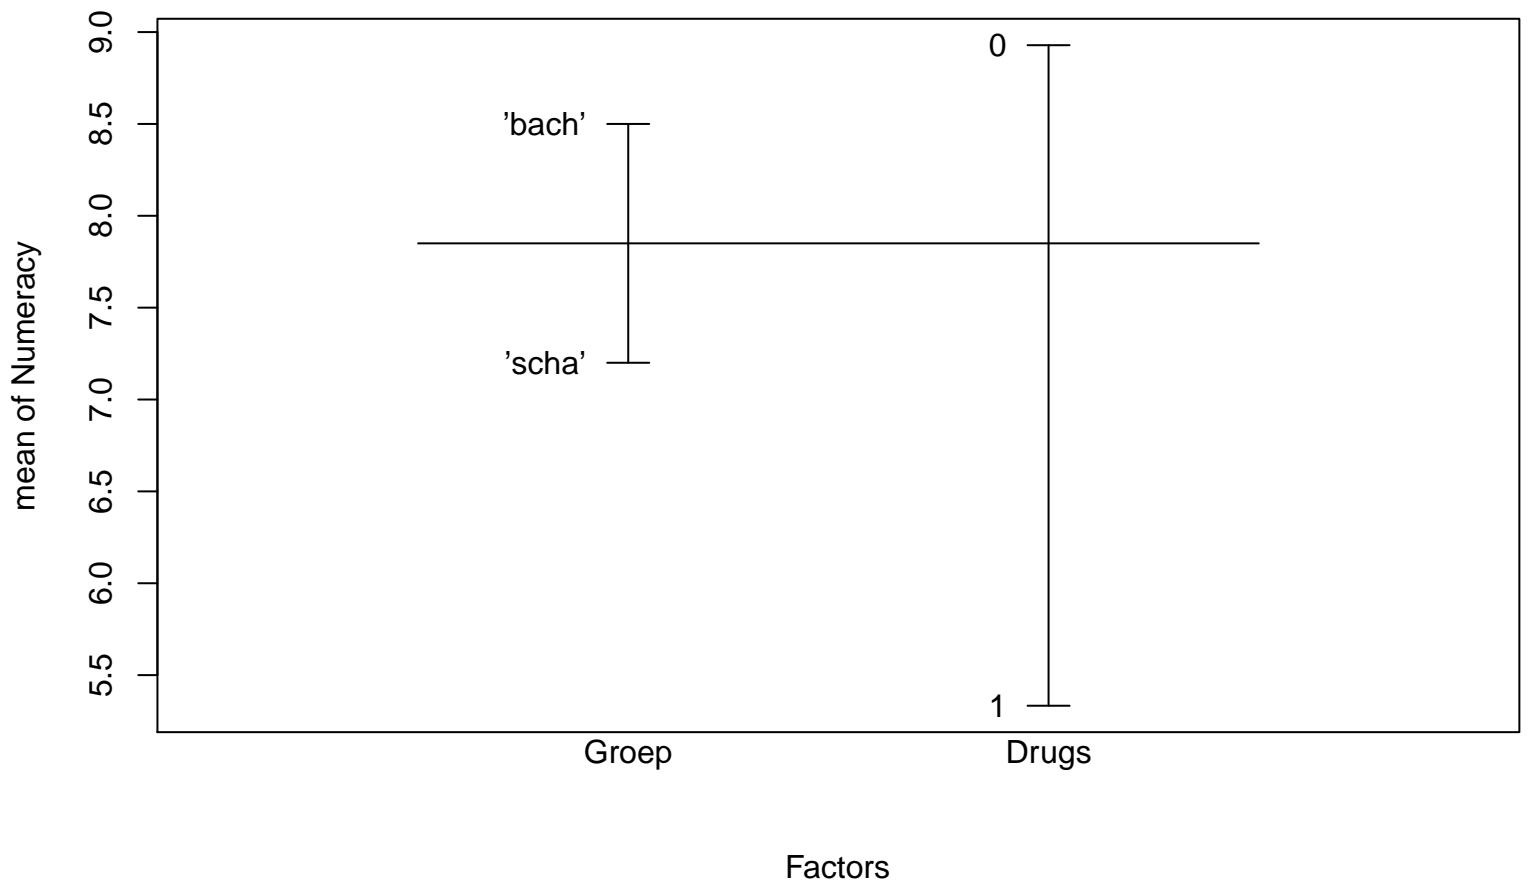 mean of Numeracy
9.0
8.5
8.0
7.5
7.0
6.5
6.0
5.5
0
’bach’
’scha’
1
Groep Drugs
Factors